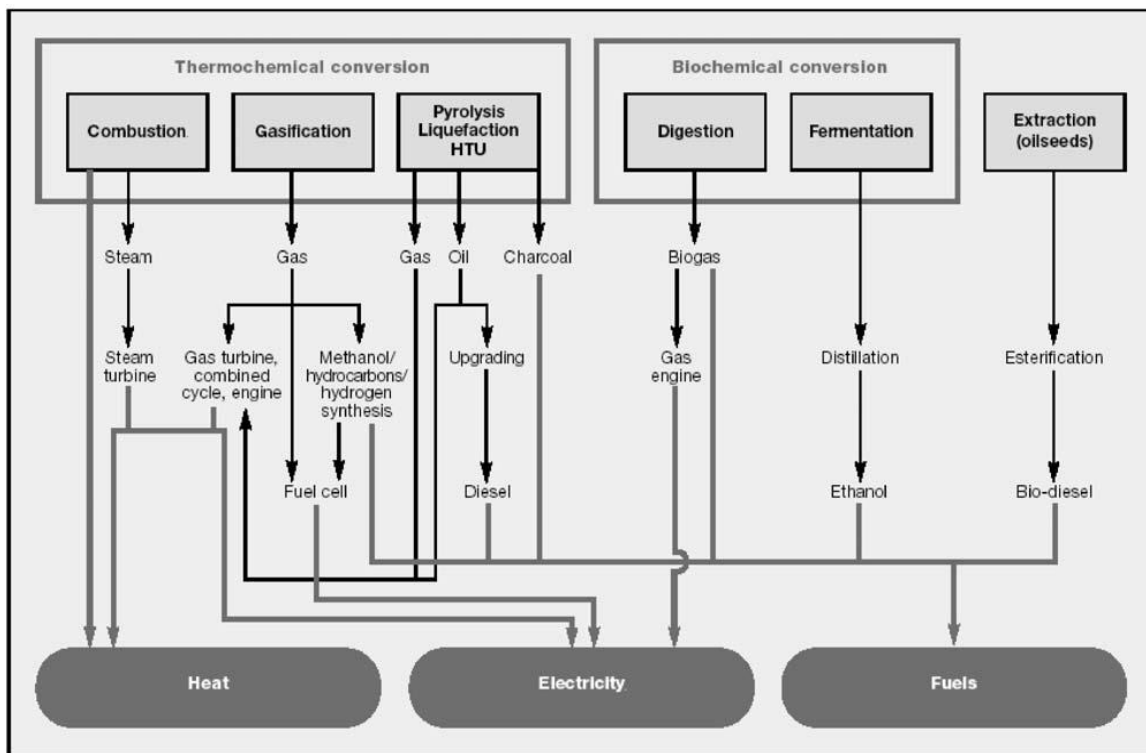 Thermochemical conversion
Biochemical conversion
Combustion
Gasification
Pyrolysis
Liquefaction
HTU
Digestion
Fermentation
Extraction
(oilseeds)
Steam
Gas
Gas
Oil
Charcoal
Biogas
Steam
turbine
Gas turbine,
combined
cycle, engine
Methanol/
hydrocarbons/
hydrogen
synthesis
Upgrading
Gas
engine
Distillation
Esterification
Fuel cell
Diesel
Ethanol
Bio-diesel
Heat
Electricity
Fuels